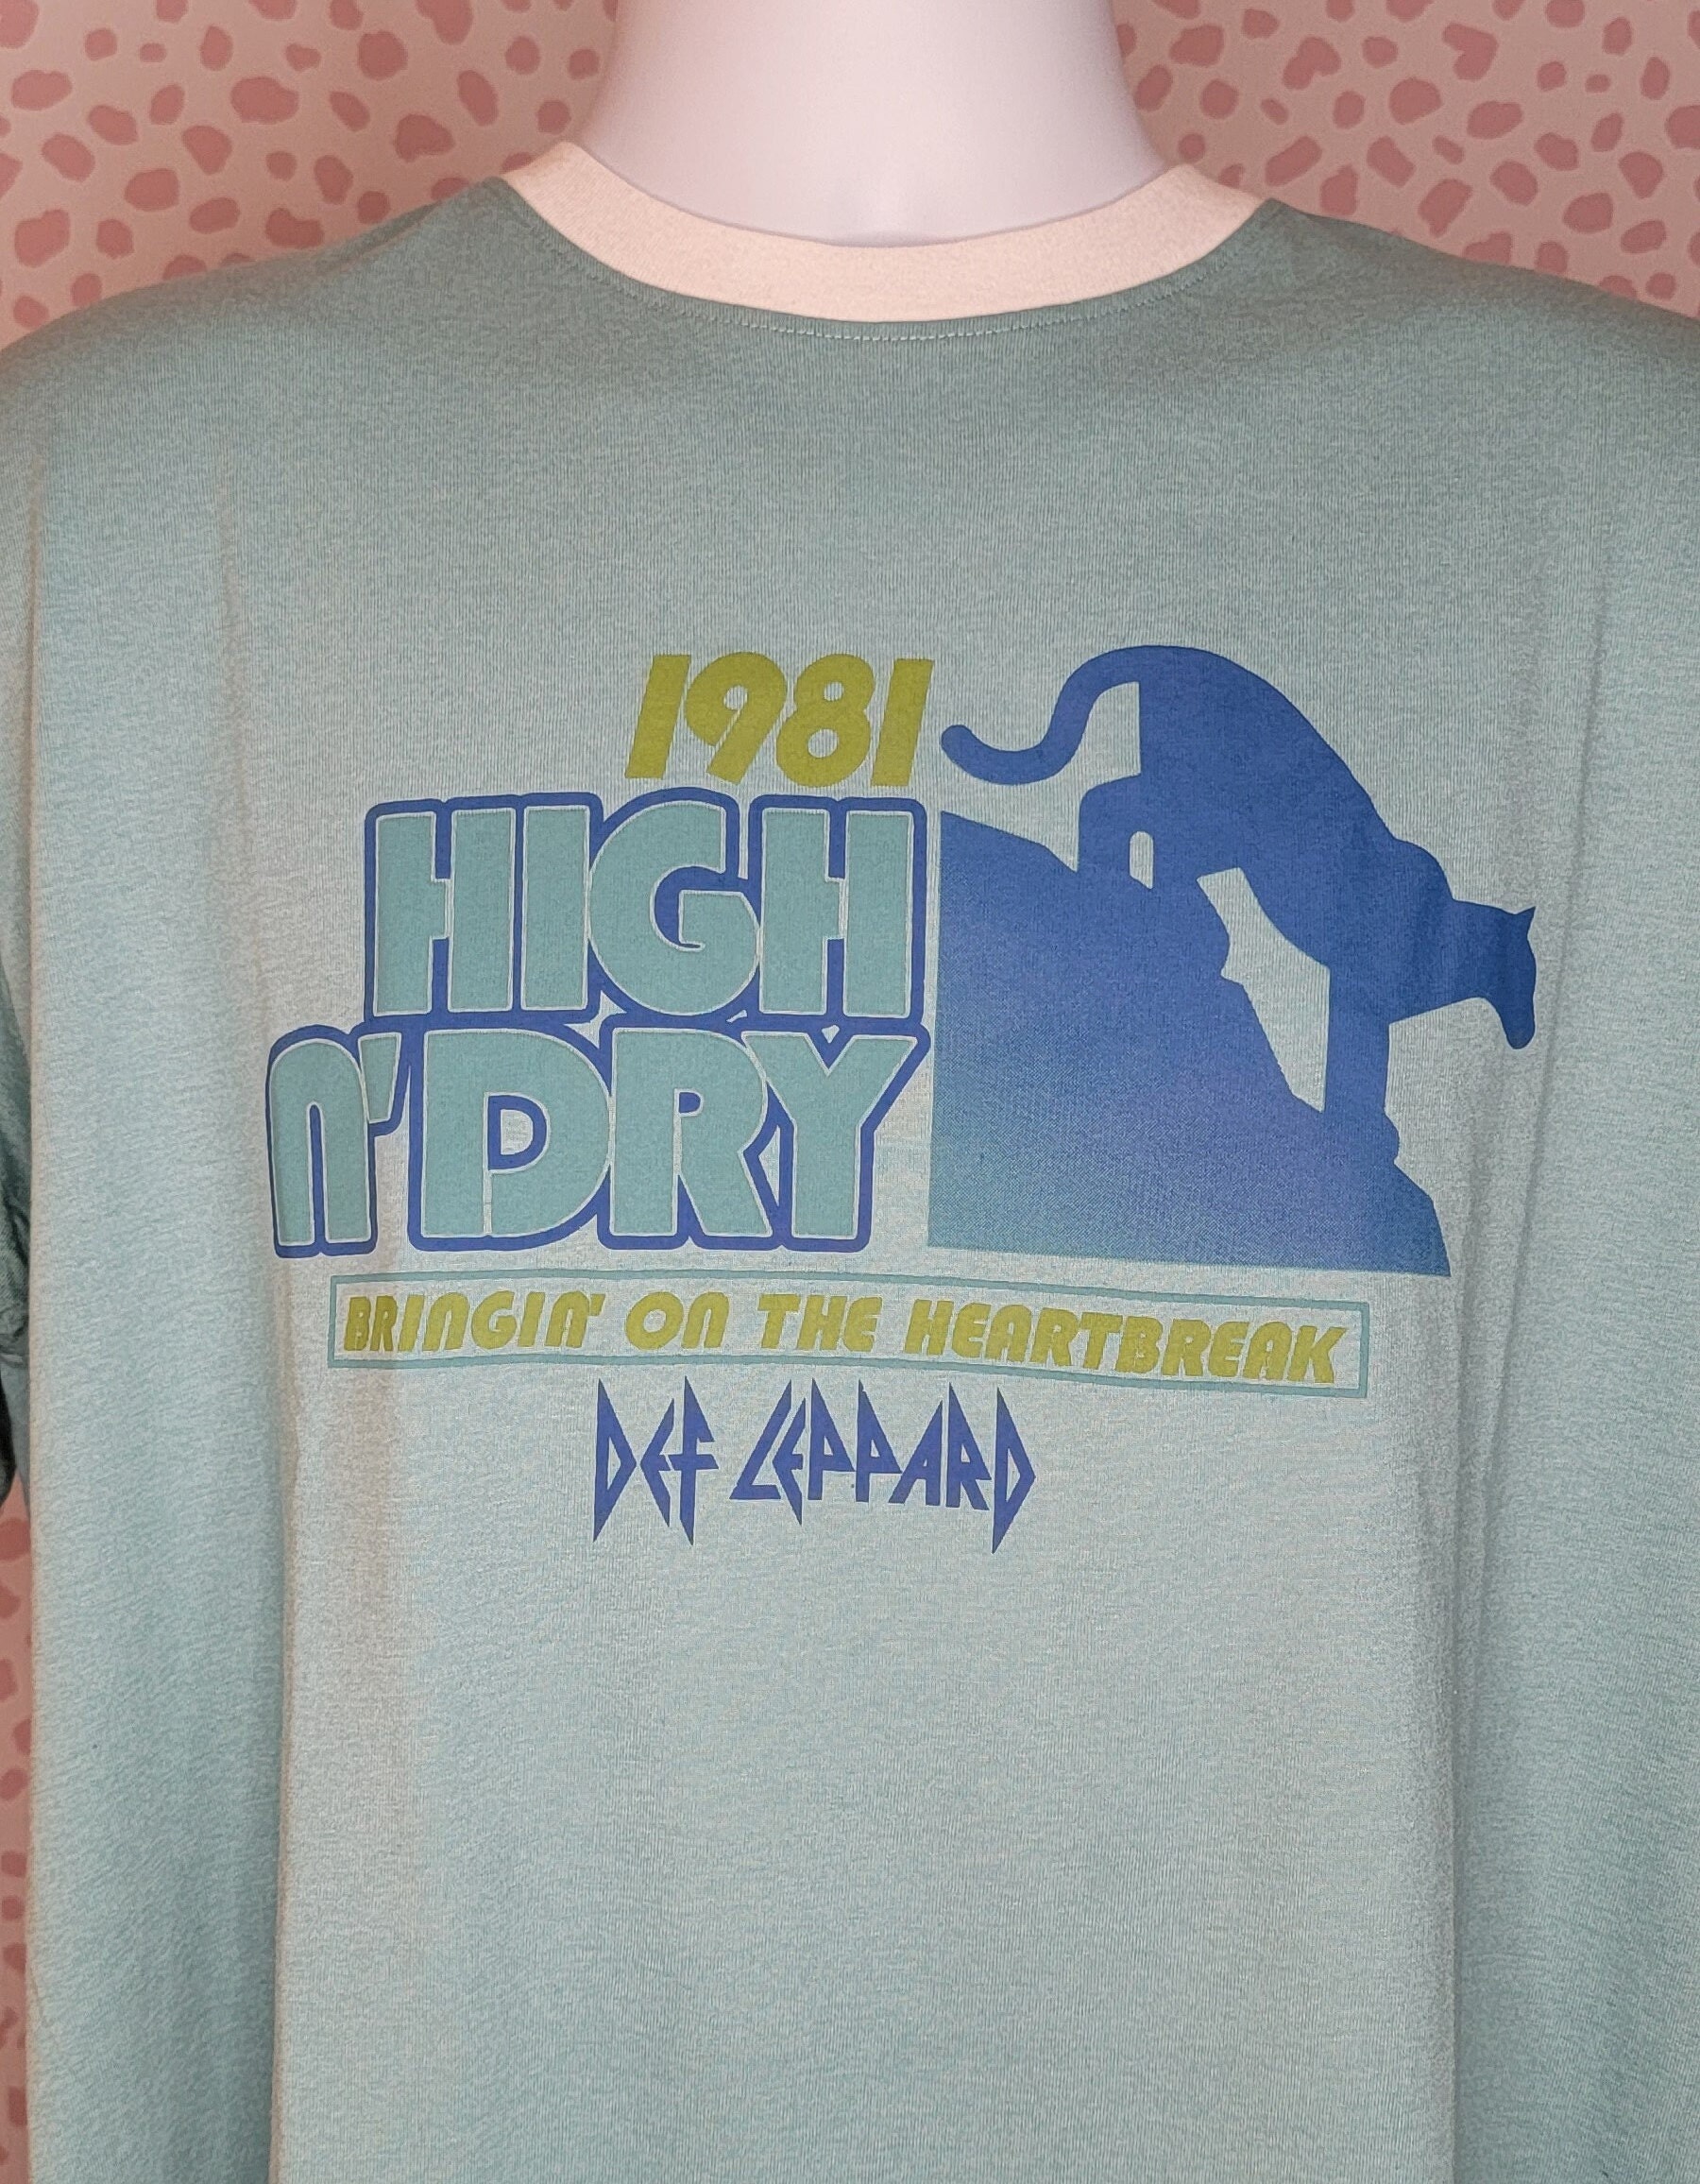 1981
HIGH
n'DRY
BRINGIN' ON THE HEARTBREAK
DEF LEPPARD